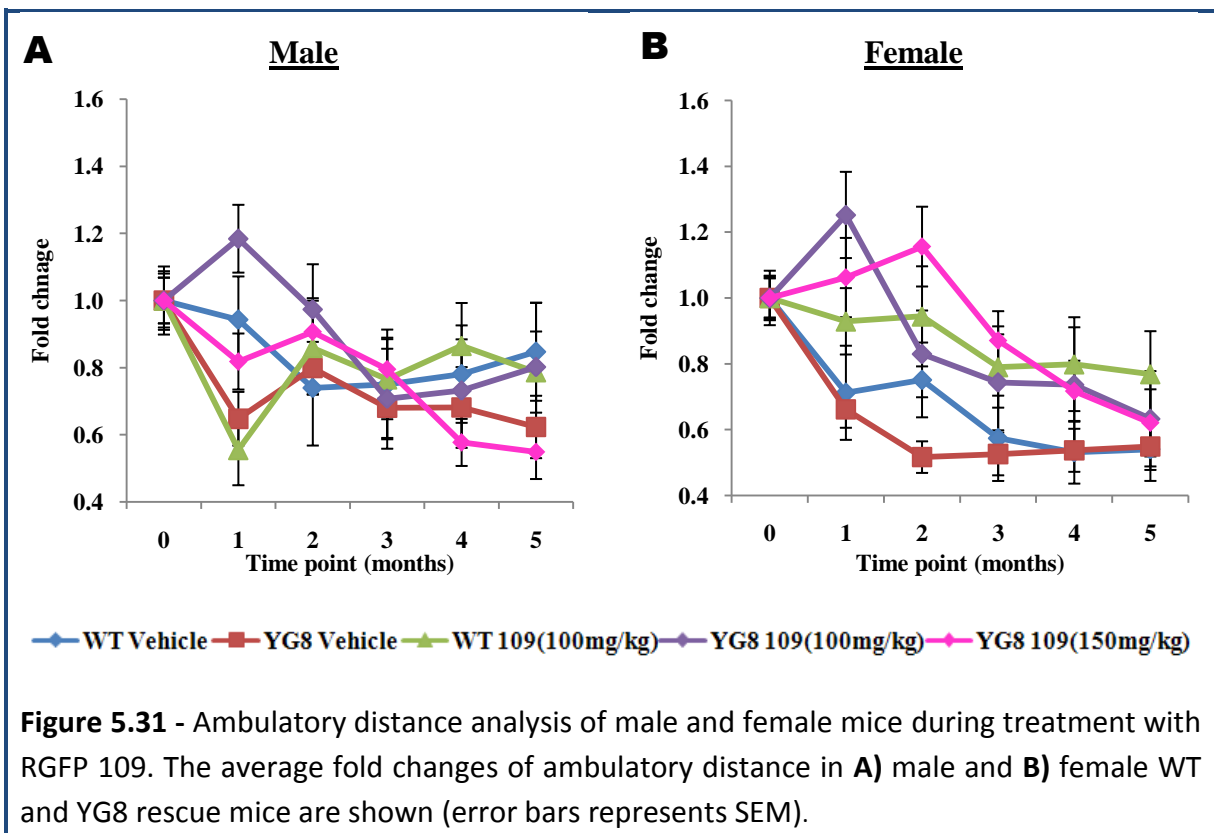 A
Male
1.6
1.4
1.2
1.0
0.8
0.6
0.4
Fold chnage
0 1 2 3 4 5
Time point (months)
B
Female
1.6
1.4
1.2
1.0
0.8
0.6
0.4
Fold change
0 1 2 3 4 5
Time point (months)
WT Vehicle YG8 Vehicle WT 109(100mg/kg) YG8 109(100mg/kg) YG8 109(150mg/kg)
Figure 5.31 - Ambulatory distance analysis of male and female mice during treatment with
RGFP 109. The average fold changes of ambulatory distance in A) male and B) female WT
and YG8 rescue mice are shown (error bars represents SEM).